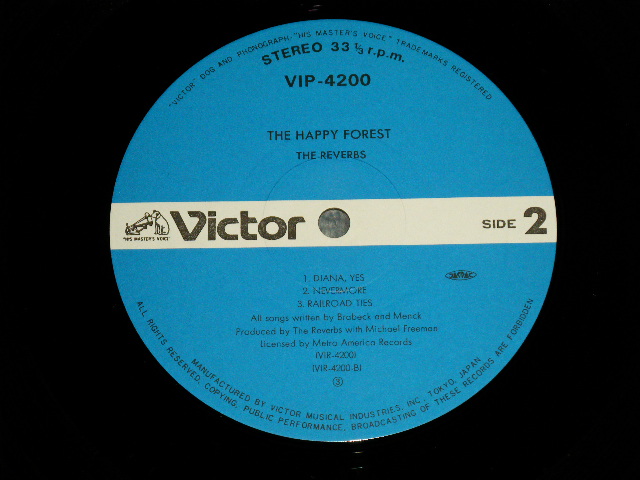 "VICTOR" DOG AND PHONOGRAPH: "HIS MASTER'S VOICE" TRADEMARKS REGISTERED
STEREO 33 1/3 r.p.m.
VIP-4200
THE HAPPY FOREST
THE REVERBS
"HIS MASTER'S VOICE"
Victor
SIDE 2
1. DIANA, YES
2. NEVERMORE
3. RAILROAD TIES
JASRAC
All songs written by Brabeck and Merick
Produced by The Reverbs with Michael Freeman
Licensed by Metro America Records
(VIR-4200)
(VIR-4200-B)
③
MANUFACTURED BY VICTOR MUSICAL INDUSTRIES, INC., TOKYO, JAPAN
ALL RIGHTS RESERVED, COPYING, PUBLIC PERFORMANCE, BROADCASTING OF THESE RECORDS ARE FORBIDDEN